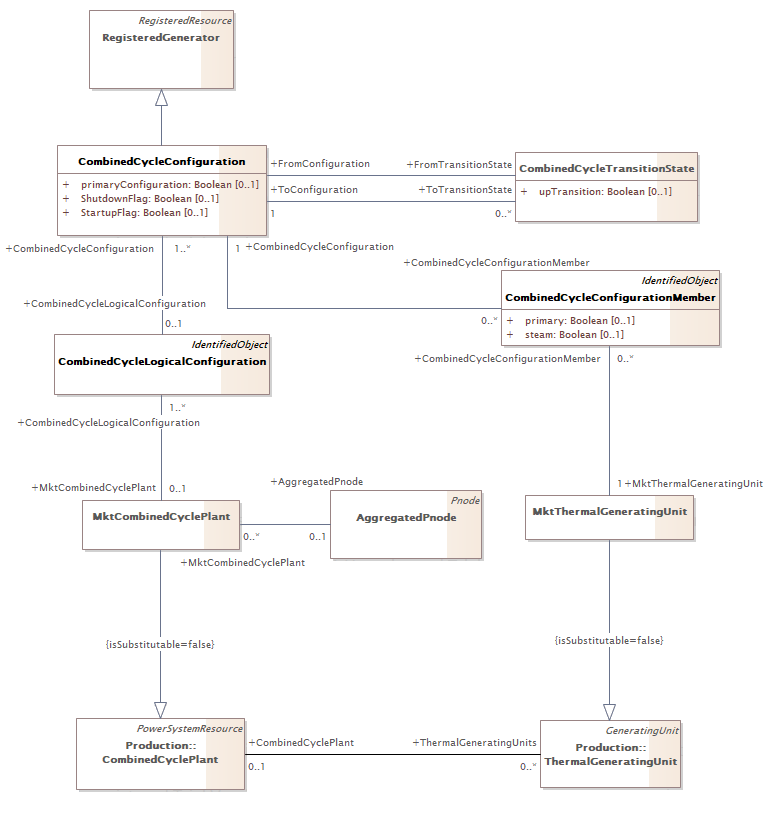 RegisteredResource
RegisteredGenerator
CombinedCycleConfiguration
+ primaryConfiguration: Boolean [0..1]
+ ShutdownFlag: Boolean [0..1]
+ StartupFlag: Boolean [0..1]
+FromConfiguration
+FromTransitionState
+ToConfiguration
+ToTransitionState
1
0..*
CombinedCycleTransitionState
+ upTransition: Boolean [0..1]
+CombinedCycleConfiguration
1..*
1
+CombinedCycleConfiguration
+CombinedCycleConfigurationMember
0..*
IdentifiedObject
CombinedCycleConfigurationMember
+ primary: Boolean [0..1]
+ steam: Boolean [0..1]
+CombinedCycleLogicalConfiguration
0..1
IdentifiedObject
CombinedCycleLogicalConfiguration
+CombinedCycleConfigurationMember
0..*
1..*
+CombinedCycleLogicalConfiguration
+MktCombinedCyclePlant
0..1
+AggregatedPnode
1
+MktThermalGeneratingUnit
MktCombinedCyclePlant
0..*
0..1
+MktCombinedCyclePlant
Pnode
AggregatedPnode
MktThermalGeneratingUnit
{isSubstitutable=false}
{isSubstitutable=false}
PowerSystemResource
Production::
CombinedCyclePlant
+CombinedCyclePlant
+ThermalGeneratingUnits
0..1
0..*
GeneratingUnit
Production::
ThermalGeneratingUnit